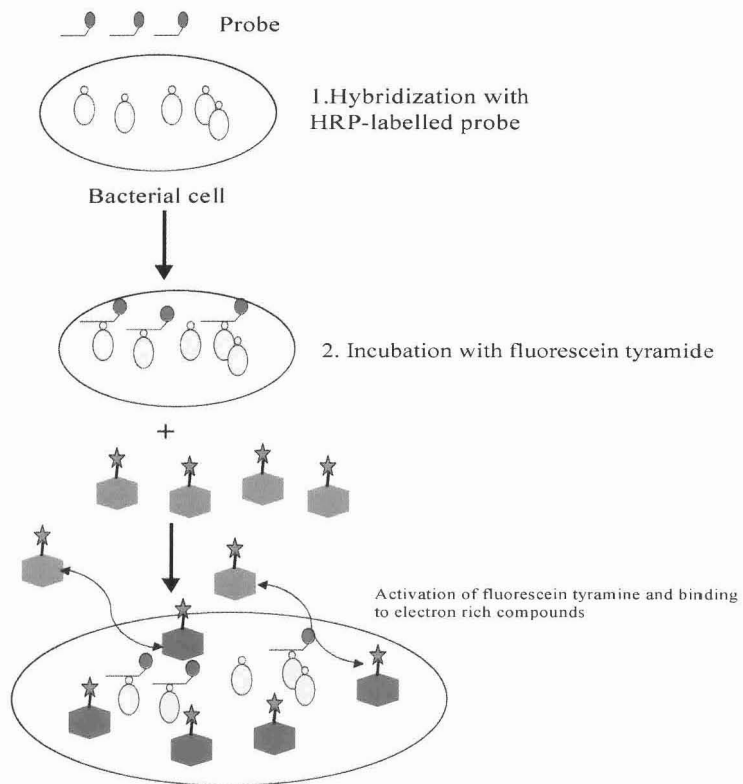 Probe
1.Hybridization with
HRP-labelled probe
Bacterial cell
2. Incubation with fluorescein tyramide
+
Activation of fluorescein tyramine and binding
to electron rich compounds